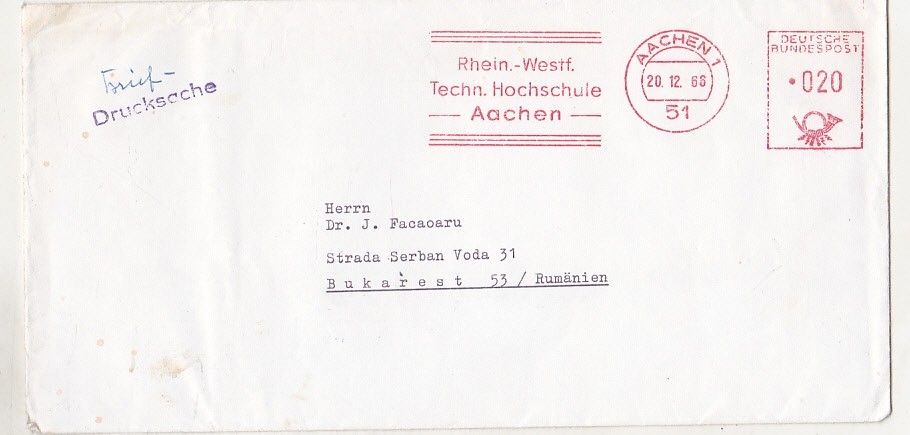 Brief-
Drucksache
Rhein.-Westf.
Techn. Hochschule
Aachen
AACHEN 1
20.12.68
51
DEUTSCHE
BUNDESPOST
020
Herrn
Dr. J. Facaoaru
Strada Serban Voda 31
Bukarest 53 / Rumänien